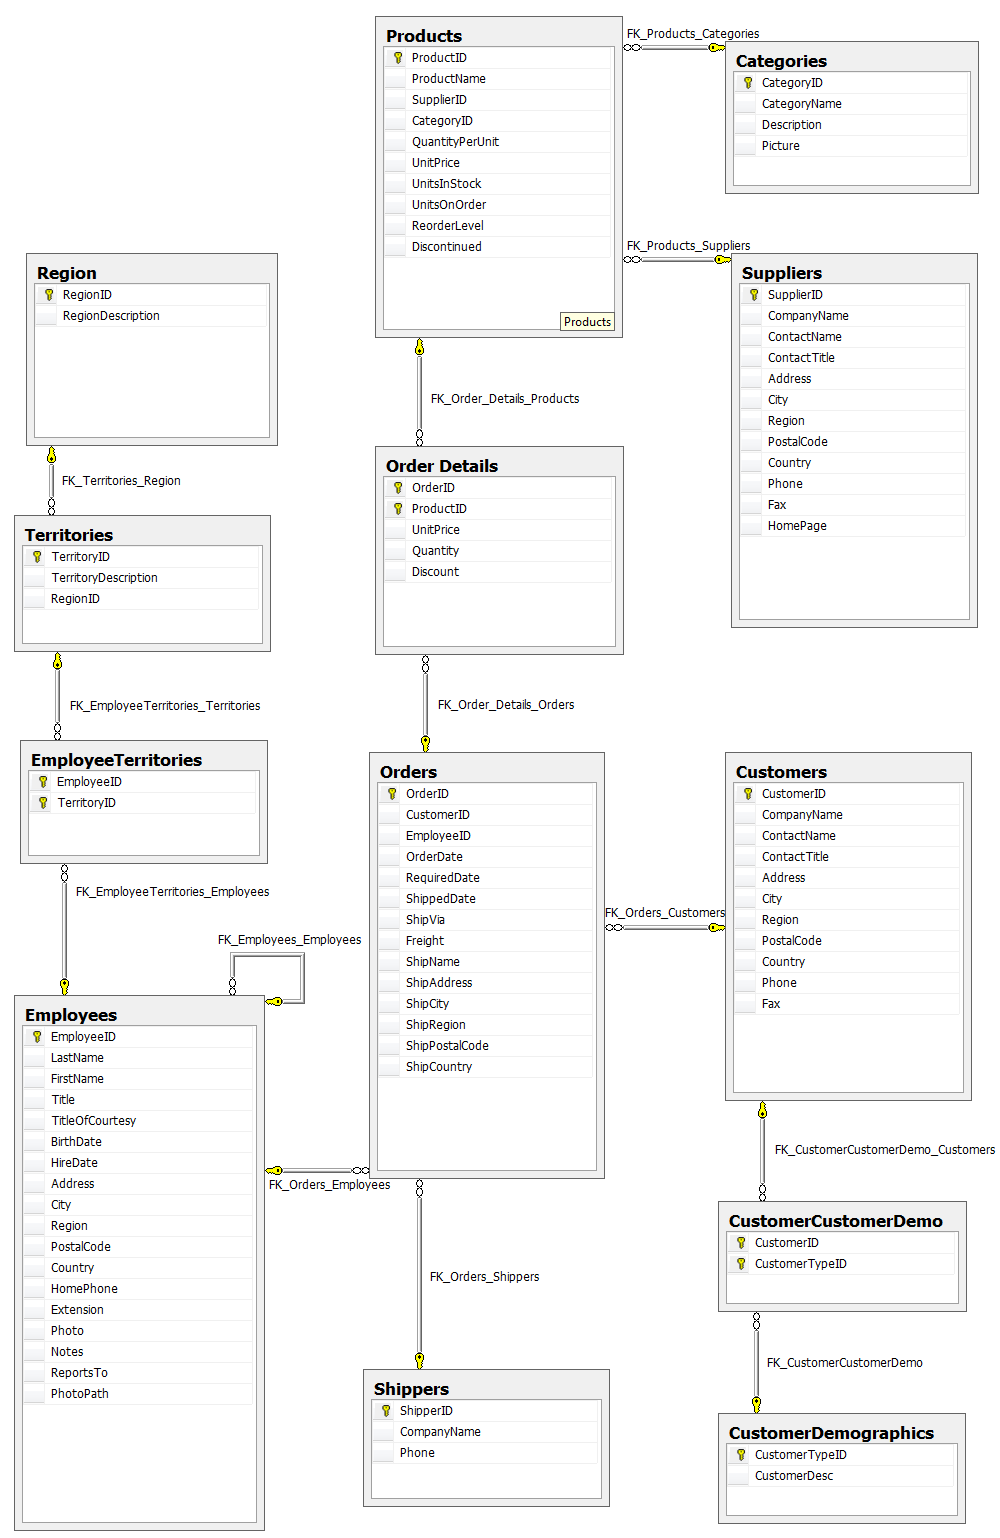 Products
ProductID
ProductName
SupplierID
CategoryID
QuantityPerUnit
UnitPrice
UnitsInStock
UnitsOnOrder
ReorderLevel
Discontinued
Products
FK_Products_Categories
Categories
CategoryID
CategoryName
Description
Picture
FK_Products_Suppliers
Suppliers
SupplierID
CompanyName
ContactName
ContactTitle
Address
City
Region
PostalCode
Country
Phone
Fax
HomePage
Region
RegionID
RegionDescription
FK_Territories_Region
Territories
TerritoryID
TerritoryDescription
RegionID
FK_EmployeeTerritories_Territories
EmployeeTerritories
EmployeeID
TerritoryID
FK_EmployeeTerritories_Employees
FK_Employees_Employees
Employees
EmployeeID
LastName
FirstName
Title
TitleOfCourtesy
BirthDate
HireDate
Address
City
Region
PostalCode
Country
HomePhone
Extension
Photo
Notes
ReportsTo
PhotoPath
FK_Order_Details_Products
Order Details
OrderID
ProductID
UnitPrice
Quantity
Discount
FK_Order_Details_Orders
Orders
OrderID
CustomerID
EmployeeID
OrderDate
RequiredDate
ShippedDate
ShipVia
Freight
ShipName
ShipAddress
ShipCity
ShipRegion
ShipPostalCode
ShipCountry
FK_Orders_Employees
FK_Orders_Shippers
Shippers
ShipperID
CompanyName
Phone
FK_Orders_Customers
Customers
CustomerID
CompanyName
ContactName
ContactTitle
Address
City
Region
PostalCode
Country
Phone
Fax
FK_CustomerCustomerDemo_Customers
CustomerCustomerDemo
CustomerID
CustomerTypeID
FK_CustomerCustomerDemo
CustomerDemographics
CustomerTypeID
CustomerDesc